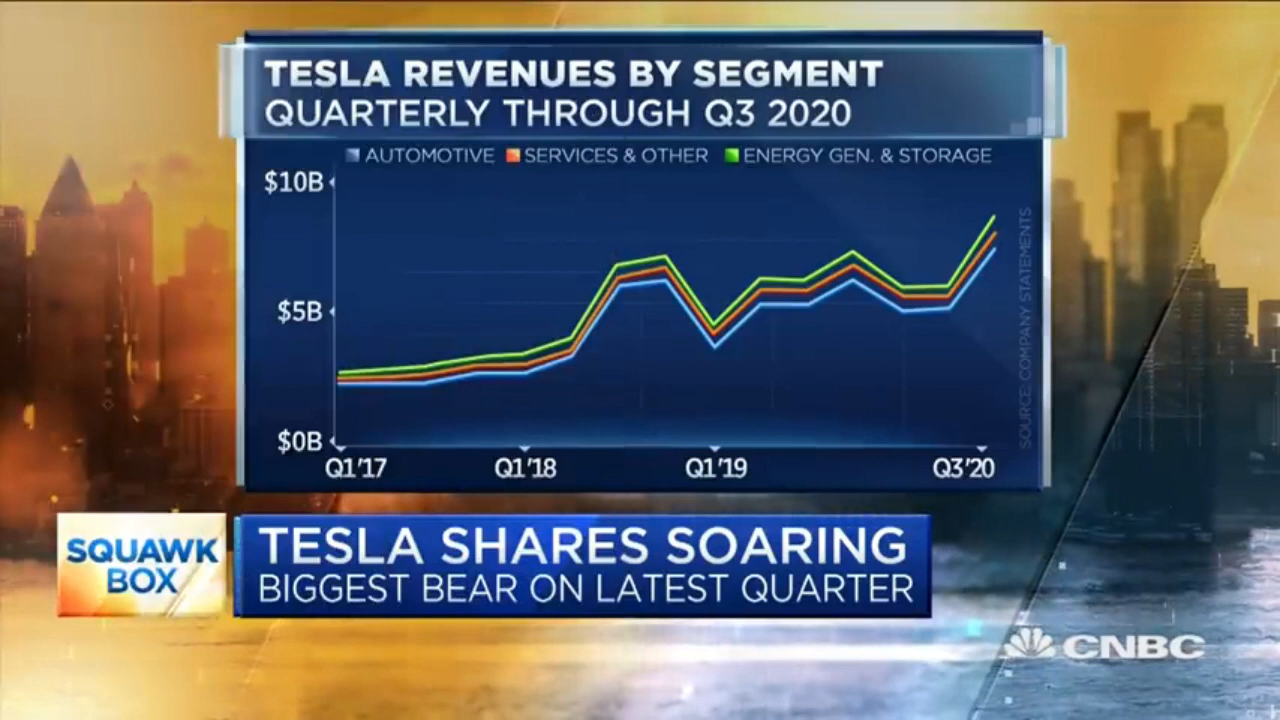 TESLA REVENUES BY SEGMENT
QUARTERLY THROUGH Q3 2020
AUTOMOTIVE SERVICES & OTHER ENERGY GEN. & STORAGE
$10B
$5B
$0B
Q1'17 Q1'18 Q1'19 Q3'20
SOURCE: COMPANY STATEMENTS
SQUAWK
BOX
TESLA SHARES SOARING
BIGGEST BEAR ON LATEST QUARTER
CNBC